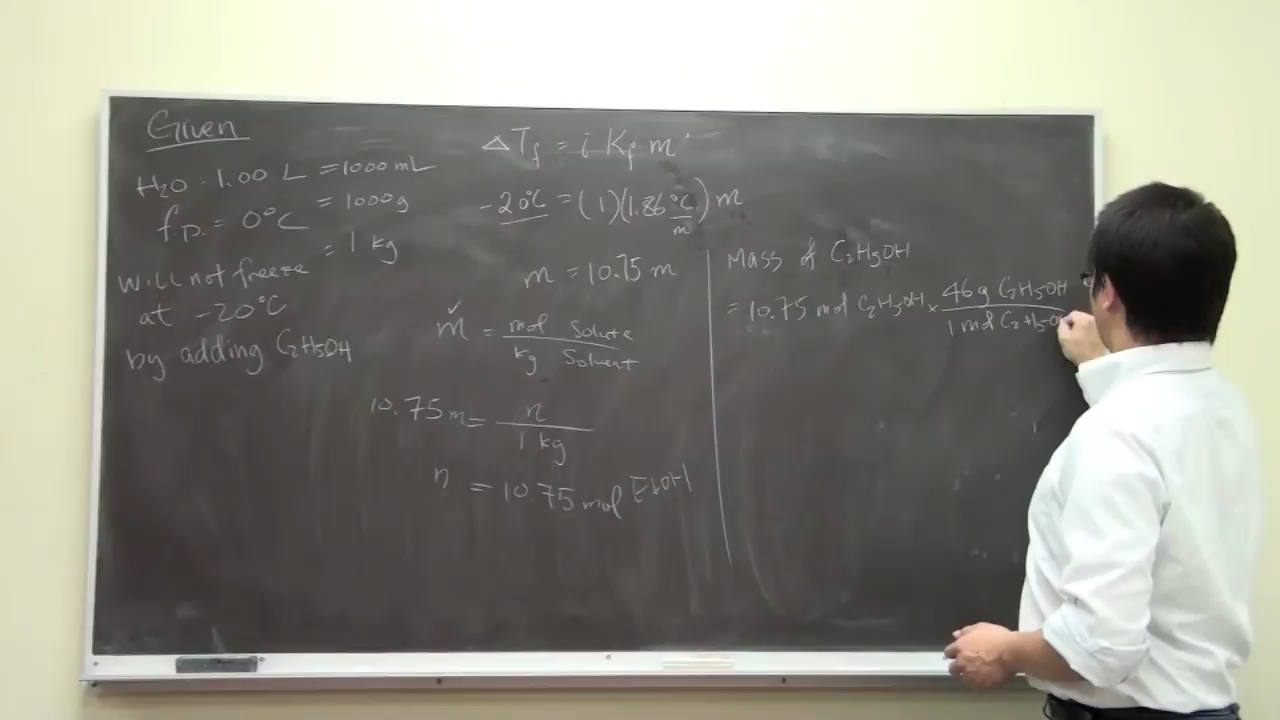 Given
H2O : 1.00 L = 1000 mL
= 1000g
f.p. = 0°C
= 1 kg
Will not freeze
at -20°C
by adding C2H5OH
ΔTf = i Kf m
-20°C = (1)(1.86 °C/m) m
m = 10.75 m
m = mol solute / kg solvent
10.75 m = n / 1 kg
n = 10.75 mol EtOH
Mass of C2H5OH
= 10.75 mol C2H5OH × 46 g C2H5OH / 1 mol C2H5O